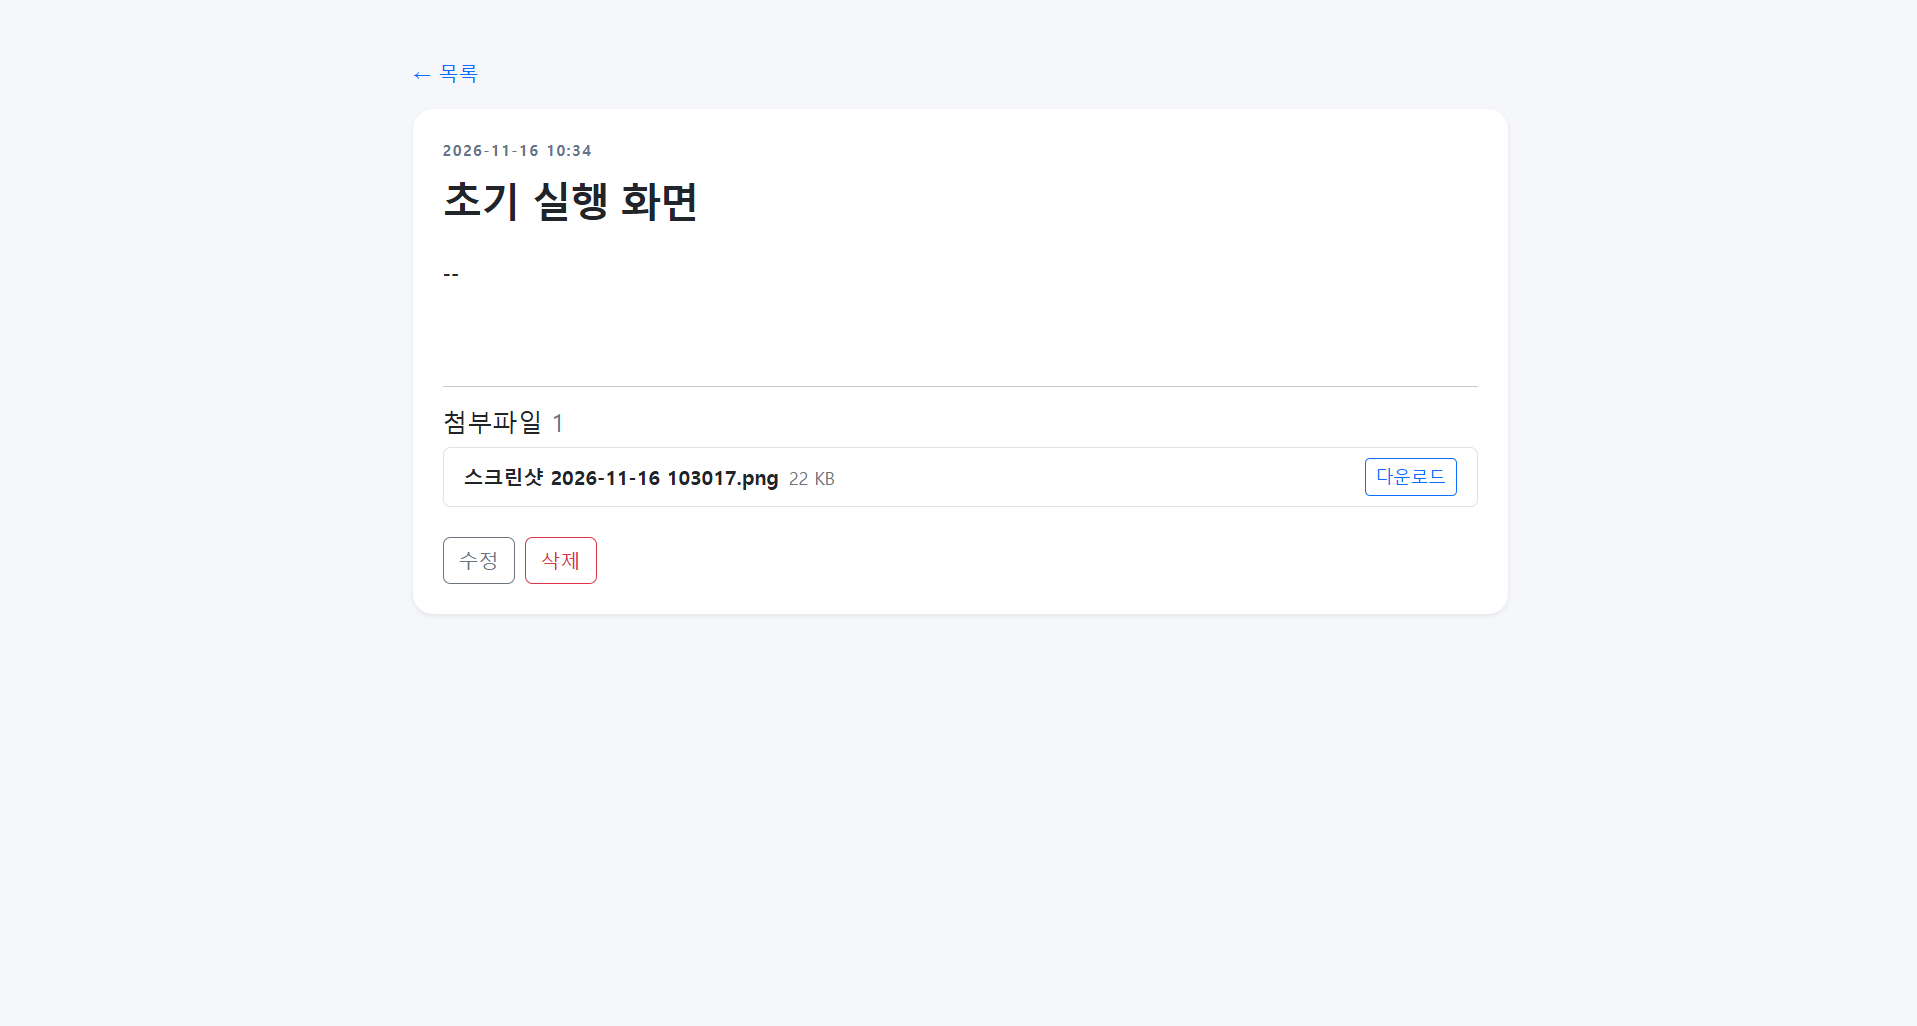 ← 목록
2026-11-16 10:34
초기 실행 화면
--
첨부파일 1
스크린샷 2026-11-16 103017.png 22 KB 다운로드
수정 삭제